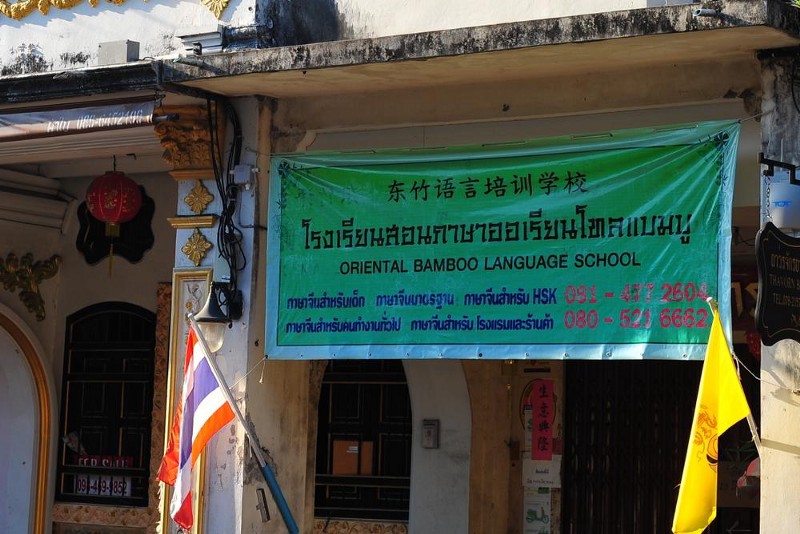 东竹语言培训学校
โรงเรียนสอนภาษาออเรียนโทลแบมบู
ORIENTAL BAMBOO LANGUAGE SCHOOL
ภาษาจีนสำหรับเด็ก ภาษาจีนมาตรฐาน ภาษาจีนสำหรับ HSK 081 - 477 2604
ภาษาจีนสำหรับคนทำงานทั่วไป ภาษาจีนสำหรับ โรงแรมและร้านค้า 080 - 521 6662
生意興隆